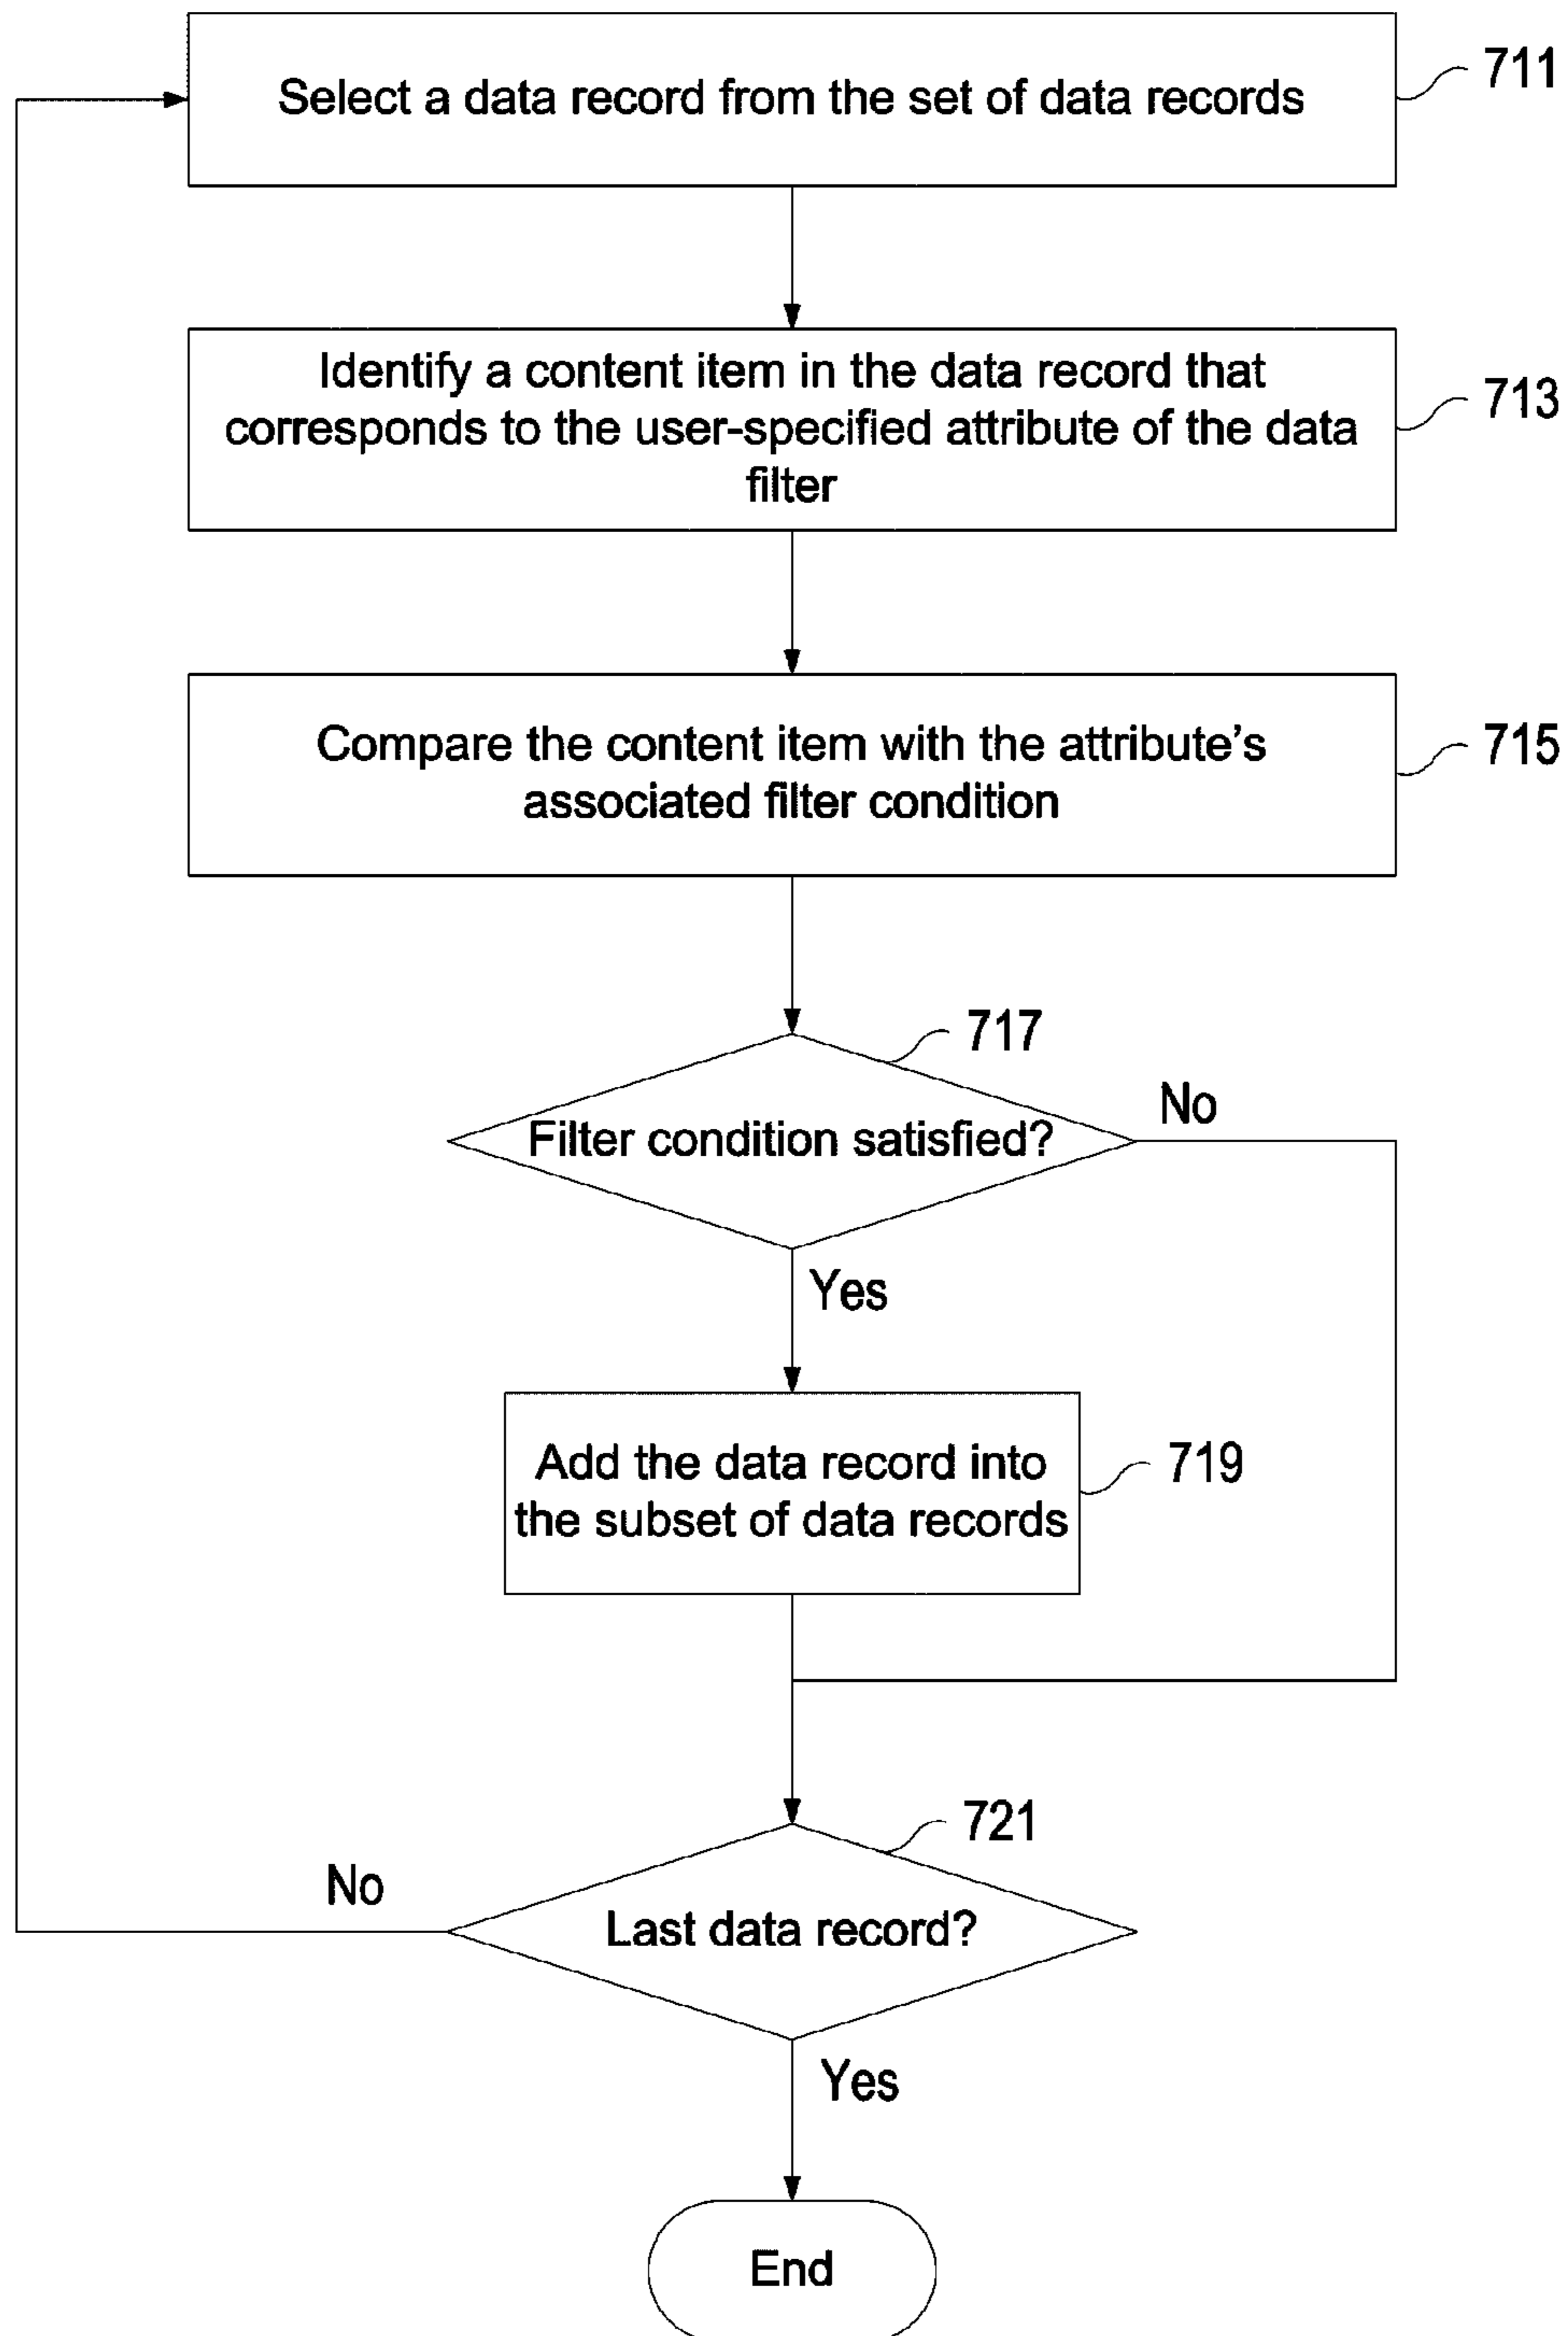 Select a data record from the set of data records
711
Identify a content item in the data record that
corresponds to the user-specified attribute of the data
filter
713
Compare the content item with the attribute's
associated filter condition
715
717
Filter condition satisfied?
No
Yes
Add the data record into
the subset of data records
719
721
Last data record?
No
Yes
End